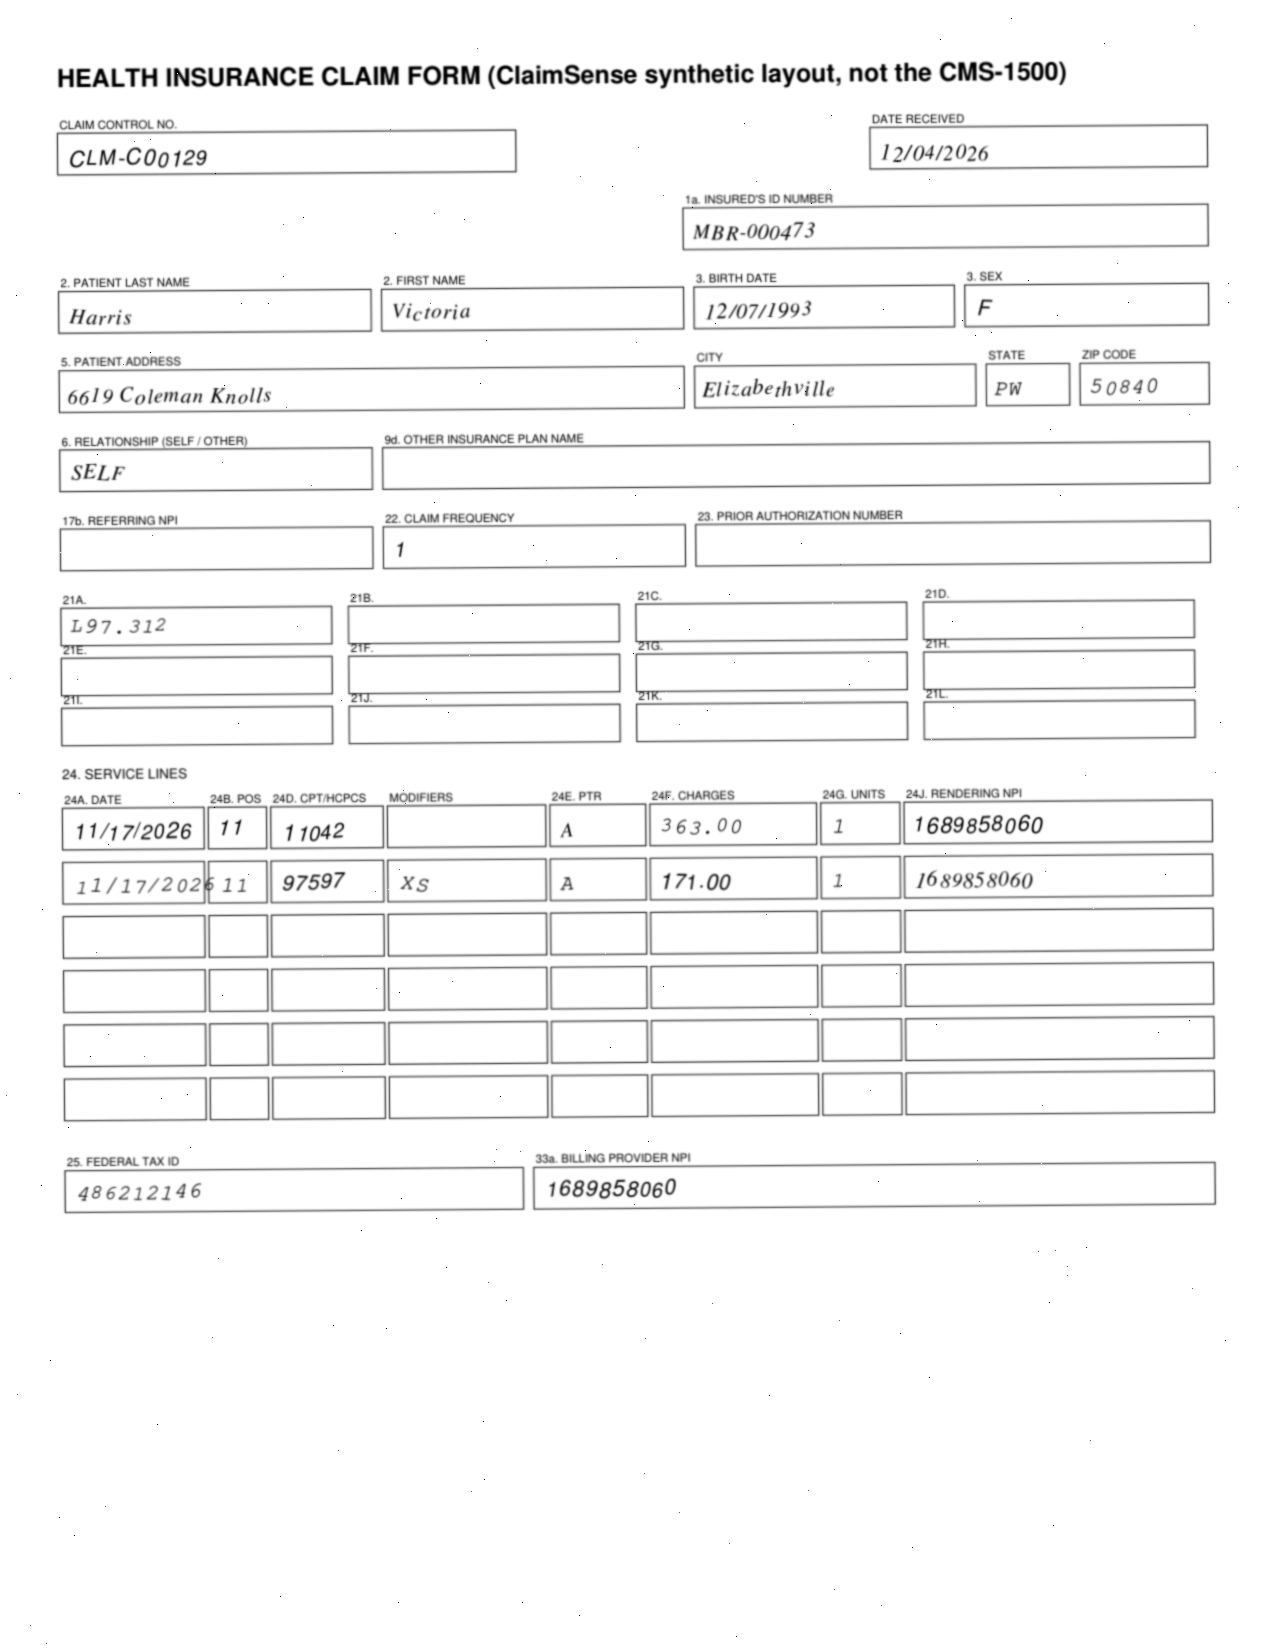 HEALTH INSURANCE CLAIM FORM (ClaimSense synthetic layout, not the CMS-1500)
CLAIM CONTROL NO. DATE RECEIVED
CLM-C00129 12/04/2026
1a. INSURED'S ID NUMBER
MBR-000473
2. PATIENT LAST NAME 2. FIRST NAME 3. BIRTH DATE 3. SEX
Harris Victoria 12/07/1993 F
5. PATIENT ADDRESS CITY STATE ZIP CODE
6619 Coleman Knolls Elizabethville PW 50840
6. RELATIONSHIP (SELF / OTHER) 9d. OTHER INSURANCE PLAN NAME
SELF
17b. REFERRING NPI 22. CLAIM FREQUENCY 23. PRIOR AUTHORIZATION NUMBER
1
21A. 21B. 21C. 21D.
L97.312
21E. 21F. 21G. 21H.
21I. 21J. 21K. 21L.
24. SERVICE LINES
24A. DATE 24B. POS 24D. CPT/HCPCS MODIFIERS 24E. PTR 24F. CHARGES 24G. UNITS 24J. RENDERING NPI
11/17/2026 11 11042 A 363.00 1 1689858060
11/17/2026 11 97597 XS A 171.00 1 1689858060
25. FEDERAL TAX ID 33a. BILLING PROVIDER NPI
486212146 1689858060